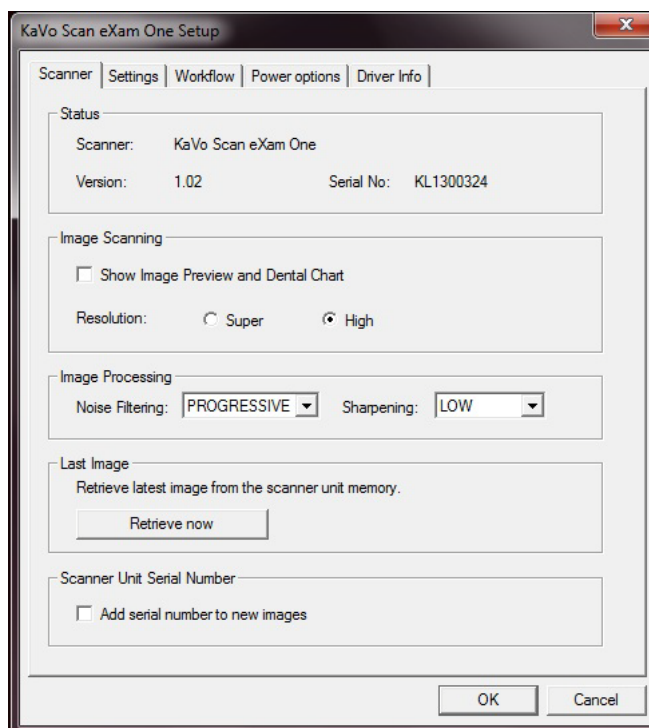 KaVo Scan eXam One Setup
Scanner Settings Workflow Power options Driver Info
Status
Scanner: KaVo Scan eXam One
Version: 1.02 Serial No: KL1300324
Image Scanning
Show Image Preview and Dental Chart
Resolution: Super High
Image Processing
Noise Filtering: PROGRESSIVE Sharpening: LOW
Last Image
Retrieve latest image from the scanner unit memory.
Retrieve now
Scanner Unit Serial Number
Add serial number to new images
OK Cancel